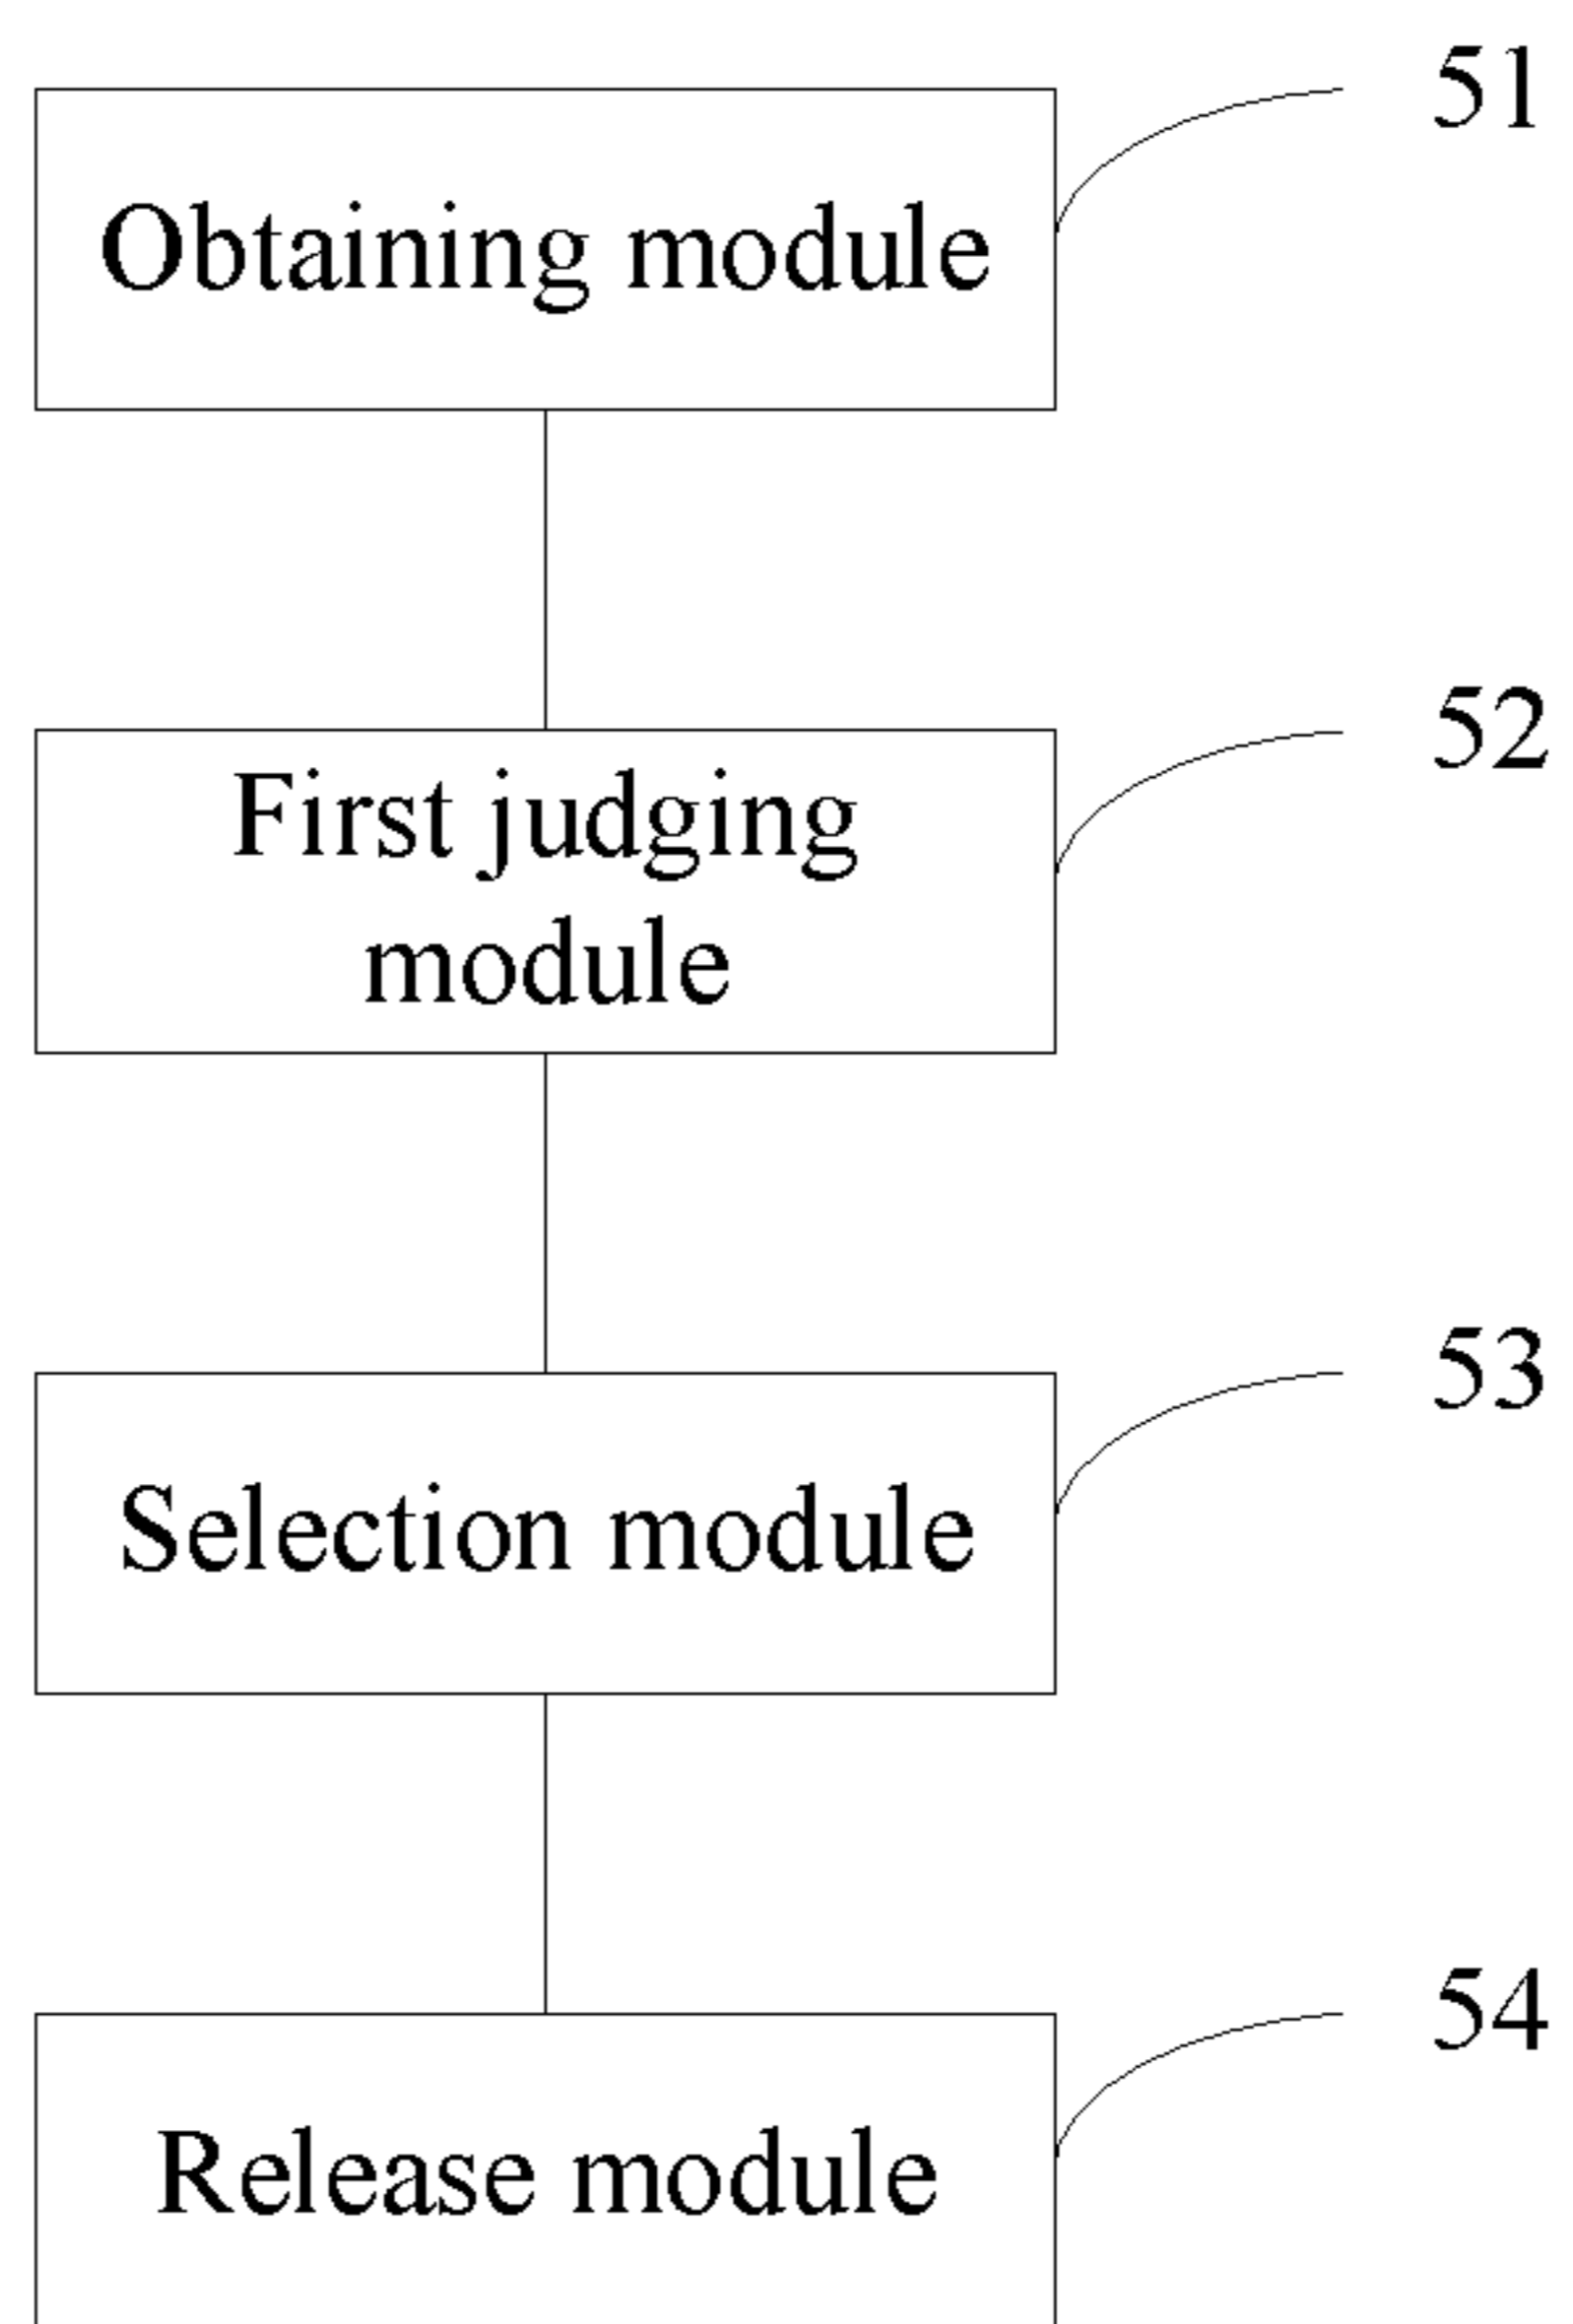 51
Obtaining module
52
First judging
module
53
Selection module
54
Release module